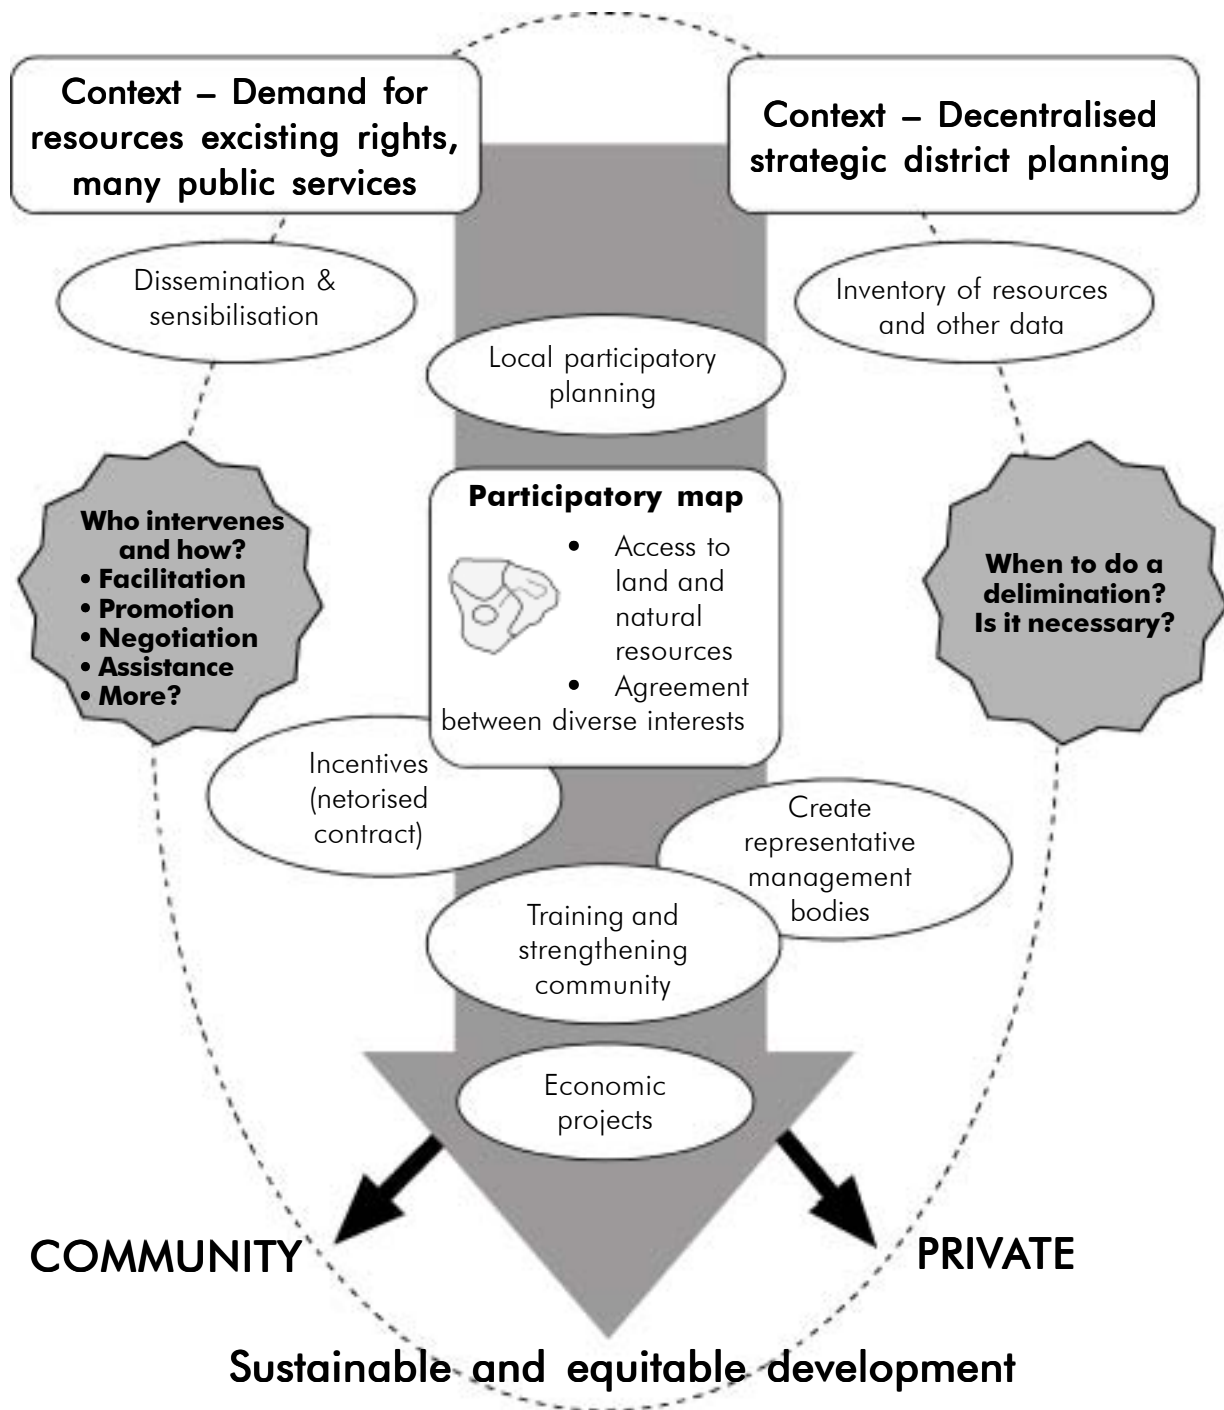 Context – Demand for
resources excisting rights,
many public services
Context – Decentralised
strategic district planning
Dissemination &
sensibilisation
Inventory of resources
and other data
Local participatory
planning
Who intervenes
and how?
• Facilitation
• Promotion
• Negotiation
• Assistance
• More?
Participatory map
• Access to
land and
natural
resources
• Agreement
between diverse interests
When to do a
delimination?
Is it necessary?
Incentives
(netorised
contract)
Create
representative
management
bodies
Training and
strengthening
community
Economic
projects
COMMUNITY
PRIVATE
Sustainable and equitable development